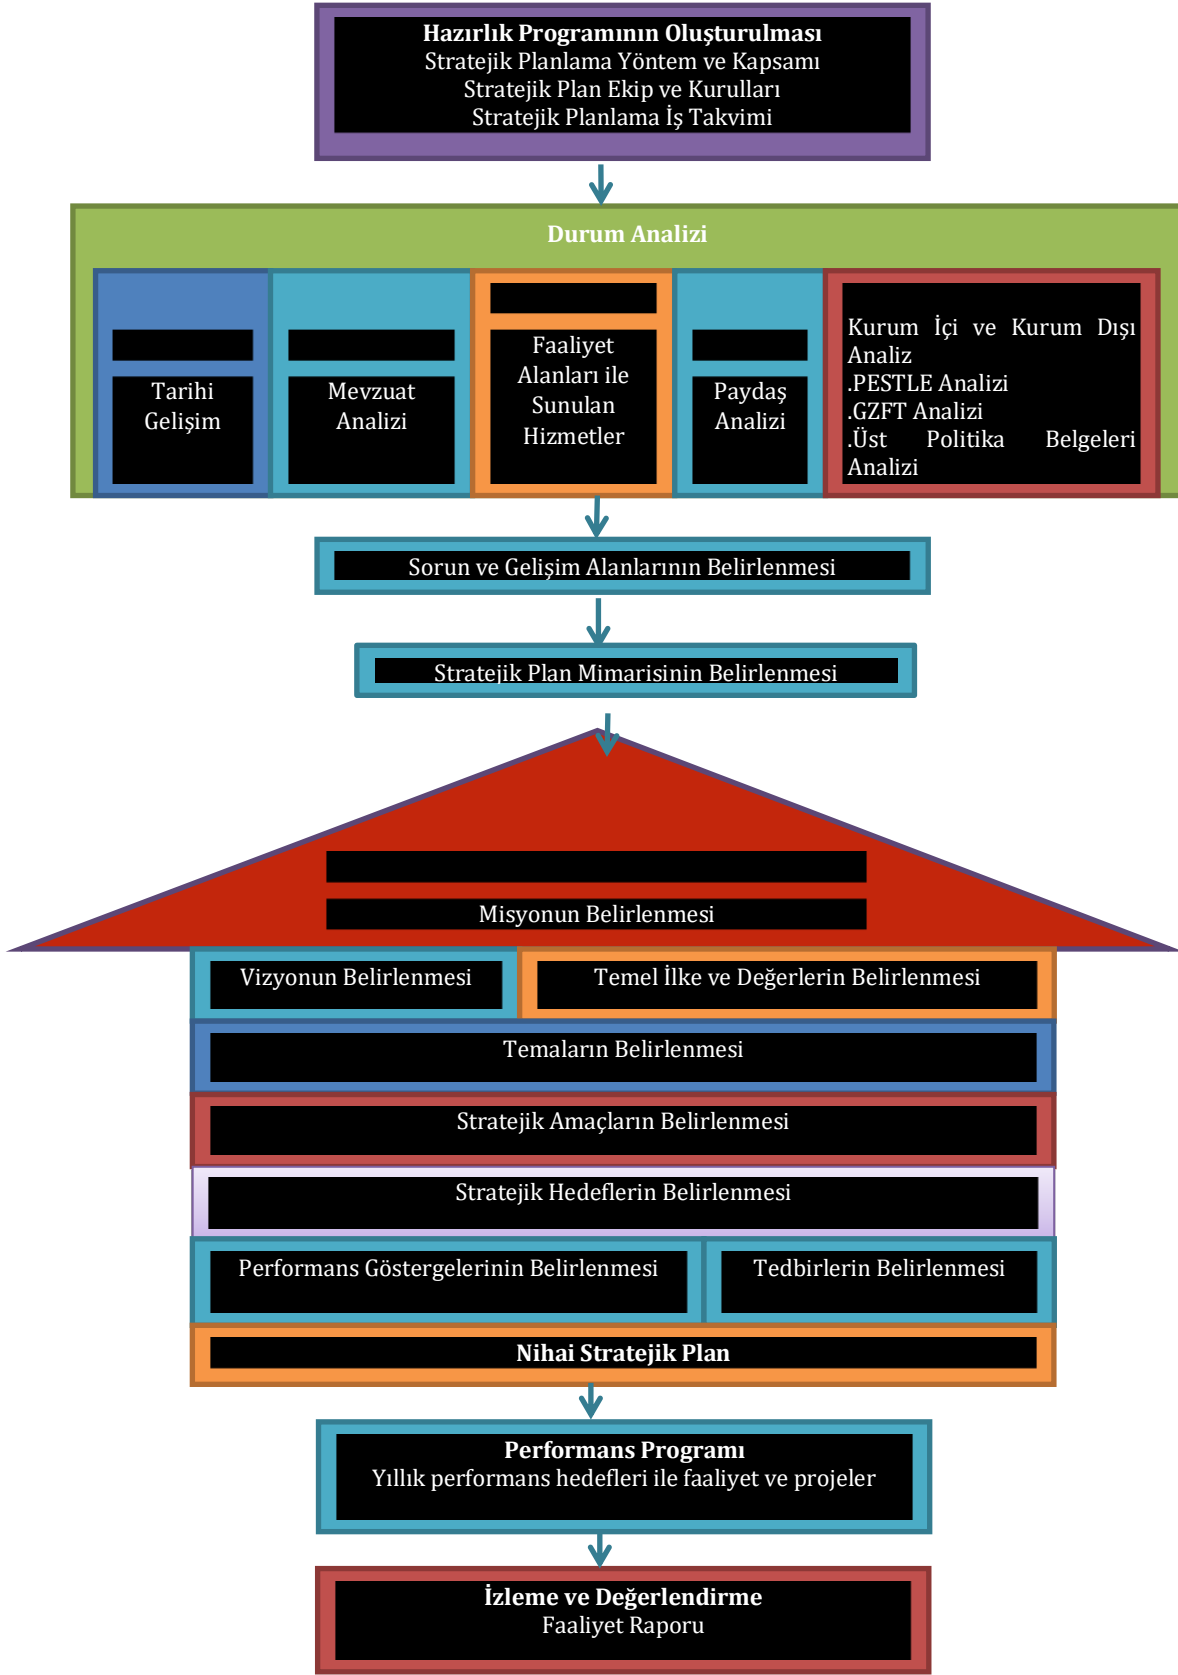 Hazırlık Programının Oluşturulması
Stratejik Planlama Yöntem ve Kapsamı
Stratejik Plan Ekip ve Kurulları
Stratejik Planlama İş Takvimi
Durum Analizi
Tarihi
Gelişim
Mevzuat
Analizi
Faaliyet
Alanları ile
Sunulan
Hizmetler
Paydaş
Analizi
Kurum İçi ve Kurum Dışı
Analiz
.PESTLE Analizi
.GZFT Analizi
.Üst Politika Belgeleri
Analizi
Sorun ve Gelişim Alanlarının Belirlenmesi
Stratejik Plan Mimarisinin Belirlenmesi
Misyonun Belirlenmesi
Vizyonun Belirlenmesi
Temel İlke ve Değerlerin Belirlenmesi
Temaların Belirlenmesi
Stratejik Amaçların Belirlenmesi
Stratejik Hedeflerin Belirlenmesi
Performans Göstergelerinin Belirlenmesi
Tedbirlerin Belirlenmesi
Nihai Stratejik Plan
Performans Programı
Yıllık performans hedefleri ile faaliyet ve projeler
İzleme ve Değerlendirme
Faaliyet Raporu